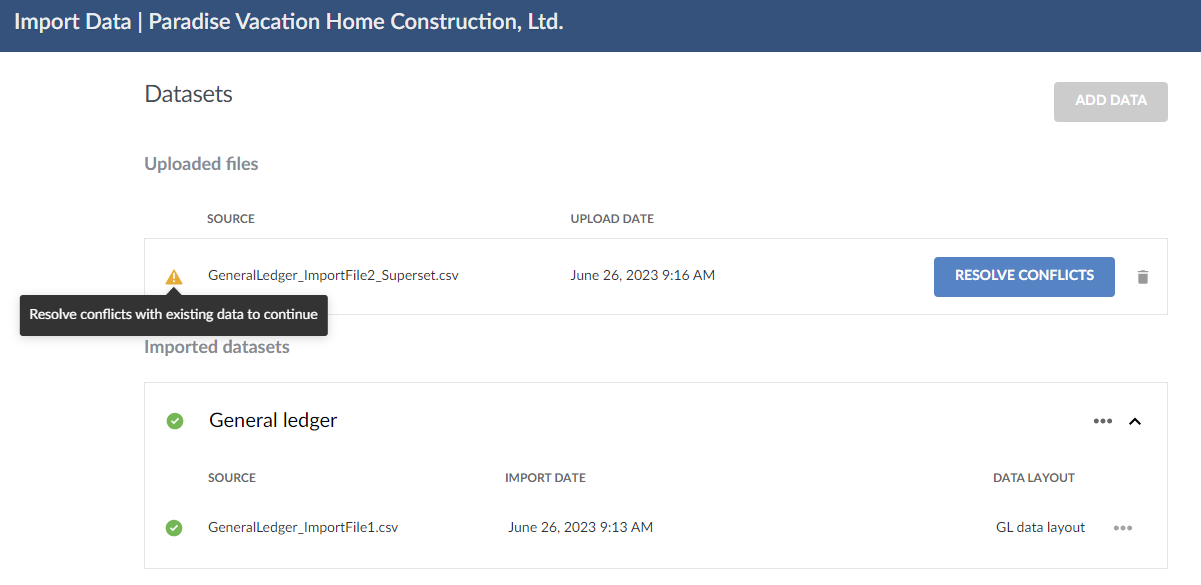 Import Data | Paradise Vacation Home Construction, Ltd.
Datasets
ADD DATA
Uploaded files
SOURCE UPLOAD DATE
GeneralLedger_ImportFile2_Superset.csv June 26, 2023 9:16 AM RESOLVE CONFLICTS
Resolve conflicts with existing data to continue
Imported datasets
General ledger
SOURCE IMPORT DATE DATA LAYOUT
GeneralLedger_ImportFile1.csv June 26, 2023 9:13 AM GL data layout